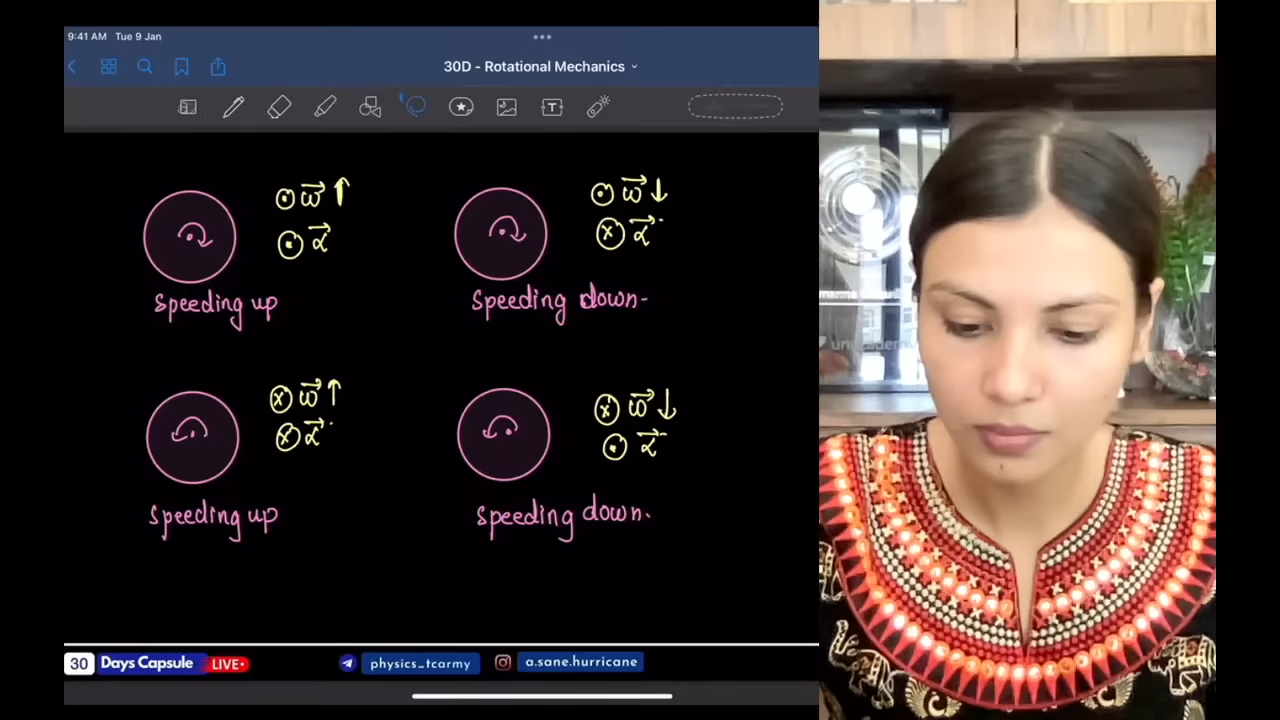 9:41 AM Tue 9 Jan
30D - Rotational Mechanics
⊙ ω⃗ ↑
⊙ α⃗
Speeding up
⊙ ω⃗ ↓
⊗ α⃗
Speeding down-
⊗ ω⃗ ↑
⊗ α⃗
Speeding up
⊗ ω⃗ ↓
⊙ α⃗
Speeding down.
30 Days Capsule LIVE
physics_tcarmy
a.sane.hurricane